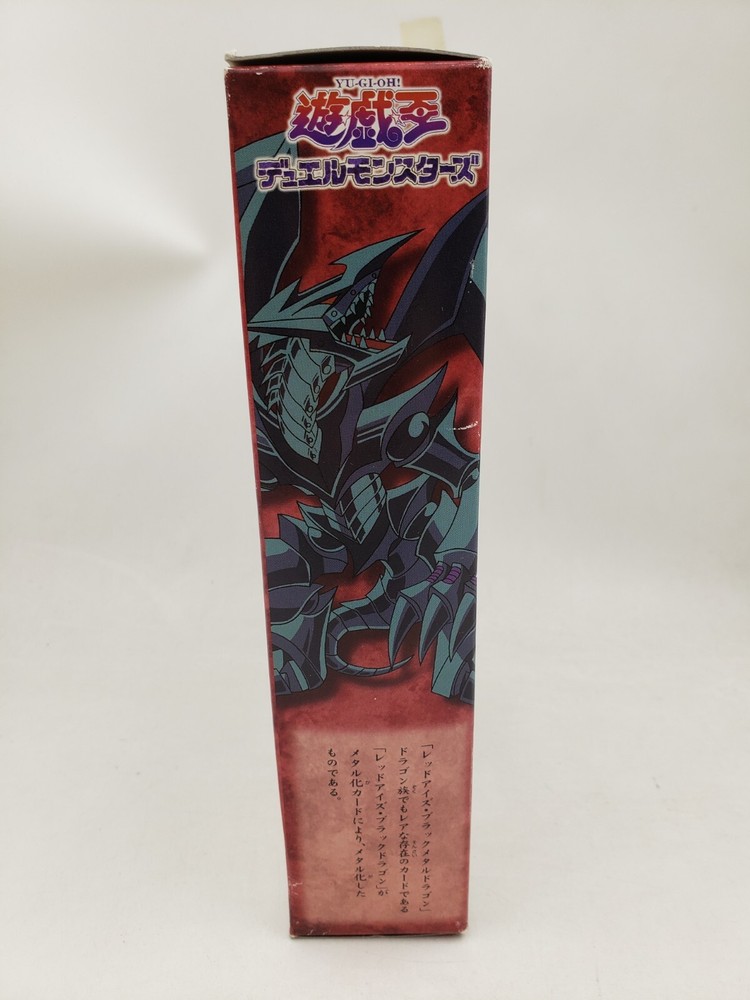 YU-GI-OH!
遊戯王
デュエルモンスターズ
「レッドアイズ・ブラックメタルドラゴン」
ドラゴン族でもレアな存在のカードである
「レッドアイズ・ブラックドラゴン」が
メタル化カードにより、メタル化した
ものである。